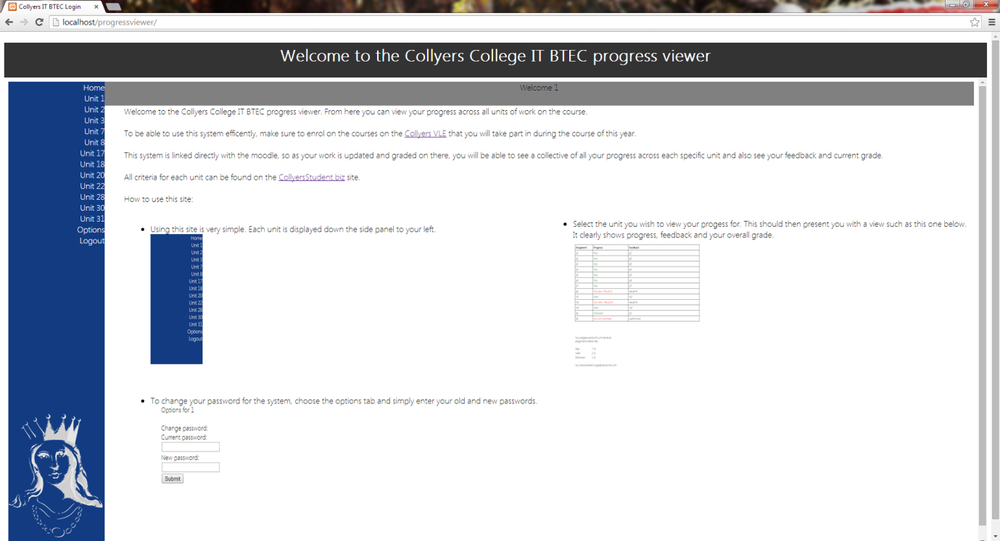 Collyers IT BTEC Login
localhost/progressviewer/
Welcome to the Collyers College IT BTEC progress viewer
Home
Unit 1
Unit 2
Unit 3
Unit 7
Unit 8
Unit 17
Unit 18
Unit 20
Unit 22
Unit 28
Unit 30
Unit 31
Options
Logout
Welcome 1
Welcome to the Collyers College IT BTEC progress viewer. From here you can view your progress across all units of work on the course.
To be able to use this system efficently, make sure to enrol on the courses on the Collyers VLE that you will take part in during the course of this year.
This system is linked directly with the moodle, so as your work is updated and graded on there, you will be able to see a collective of all your progress across each specific unit and also see your feedback and current grade.
All criteria for each unit can be found on the CollyersStudent.biz site.
How to use this site:
Using this site is very simple. Each unit is displayed down the side panel to your left.
Home
Unit 1
Unit 2
Unit 3
Unit 7
Unit 8
Unit 17
Unit 18
Unit 20
Unit 22
Unit 28
Unit 30
Unit 31
Options
Logout
Select the unit you wish to view your progess for. This should then present you with a view such as this one below.
It clearly shows progress, feedback and your overall grade.
Progress Feedback
To change your password for the system, choose the options tab and simply enter your old and new passwords.
Options for 1
Change password:
Current password:
New password:
Submit